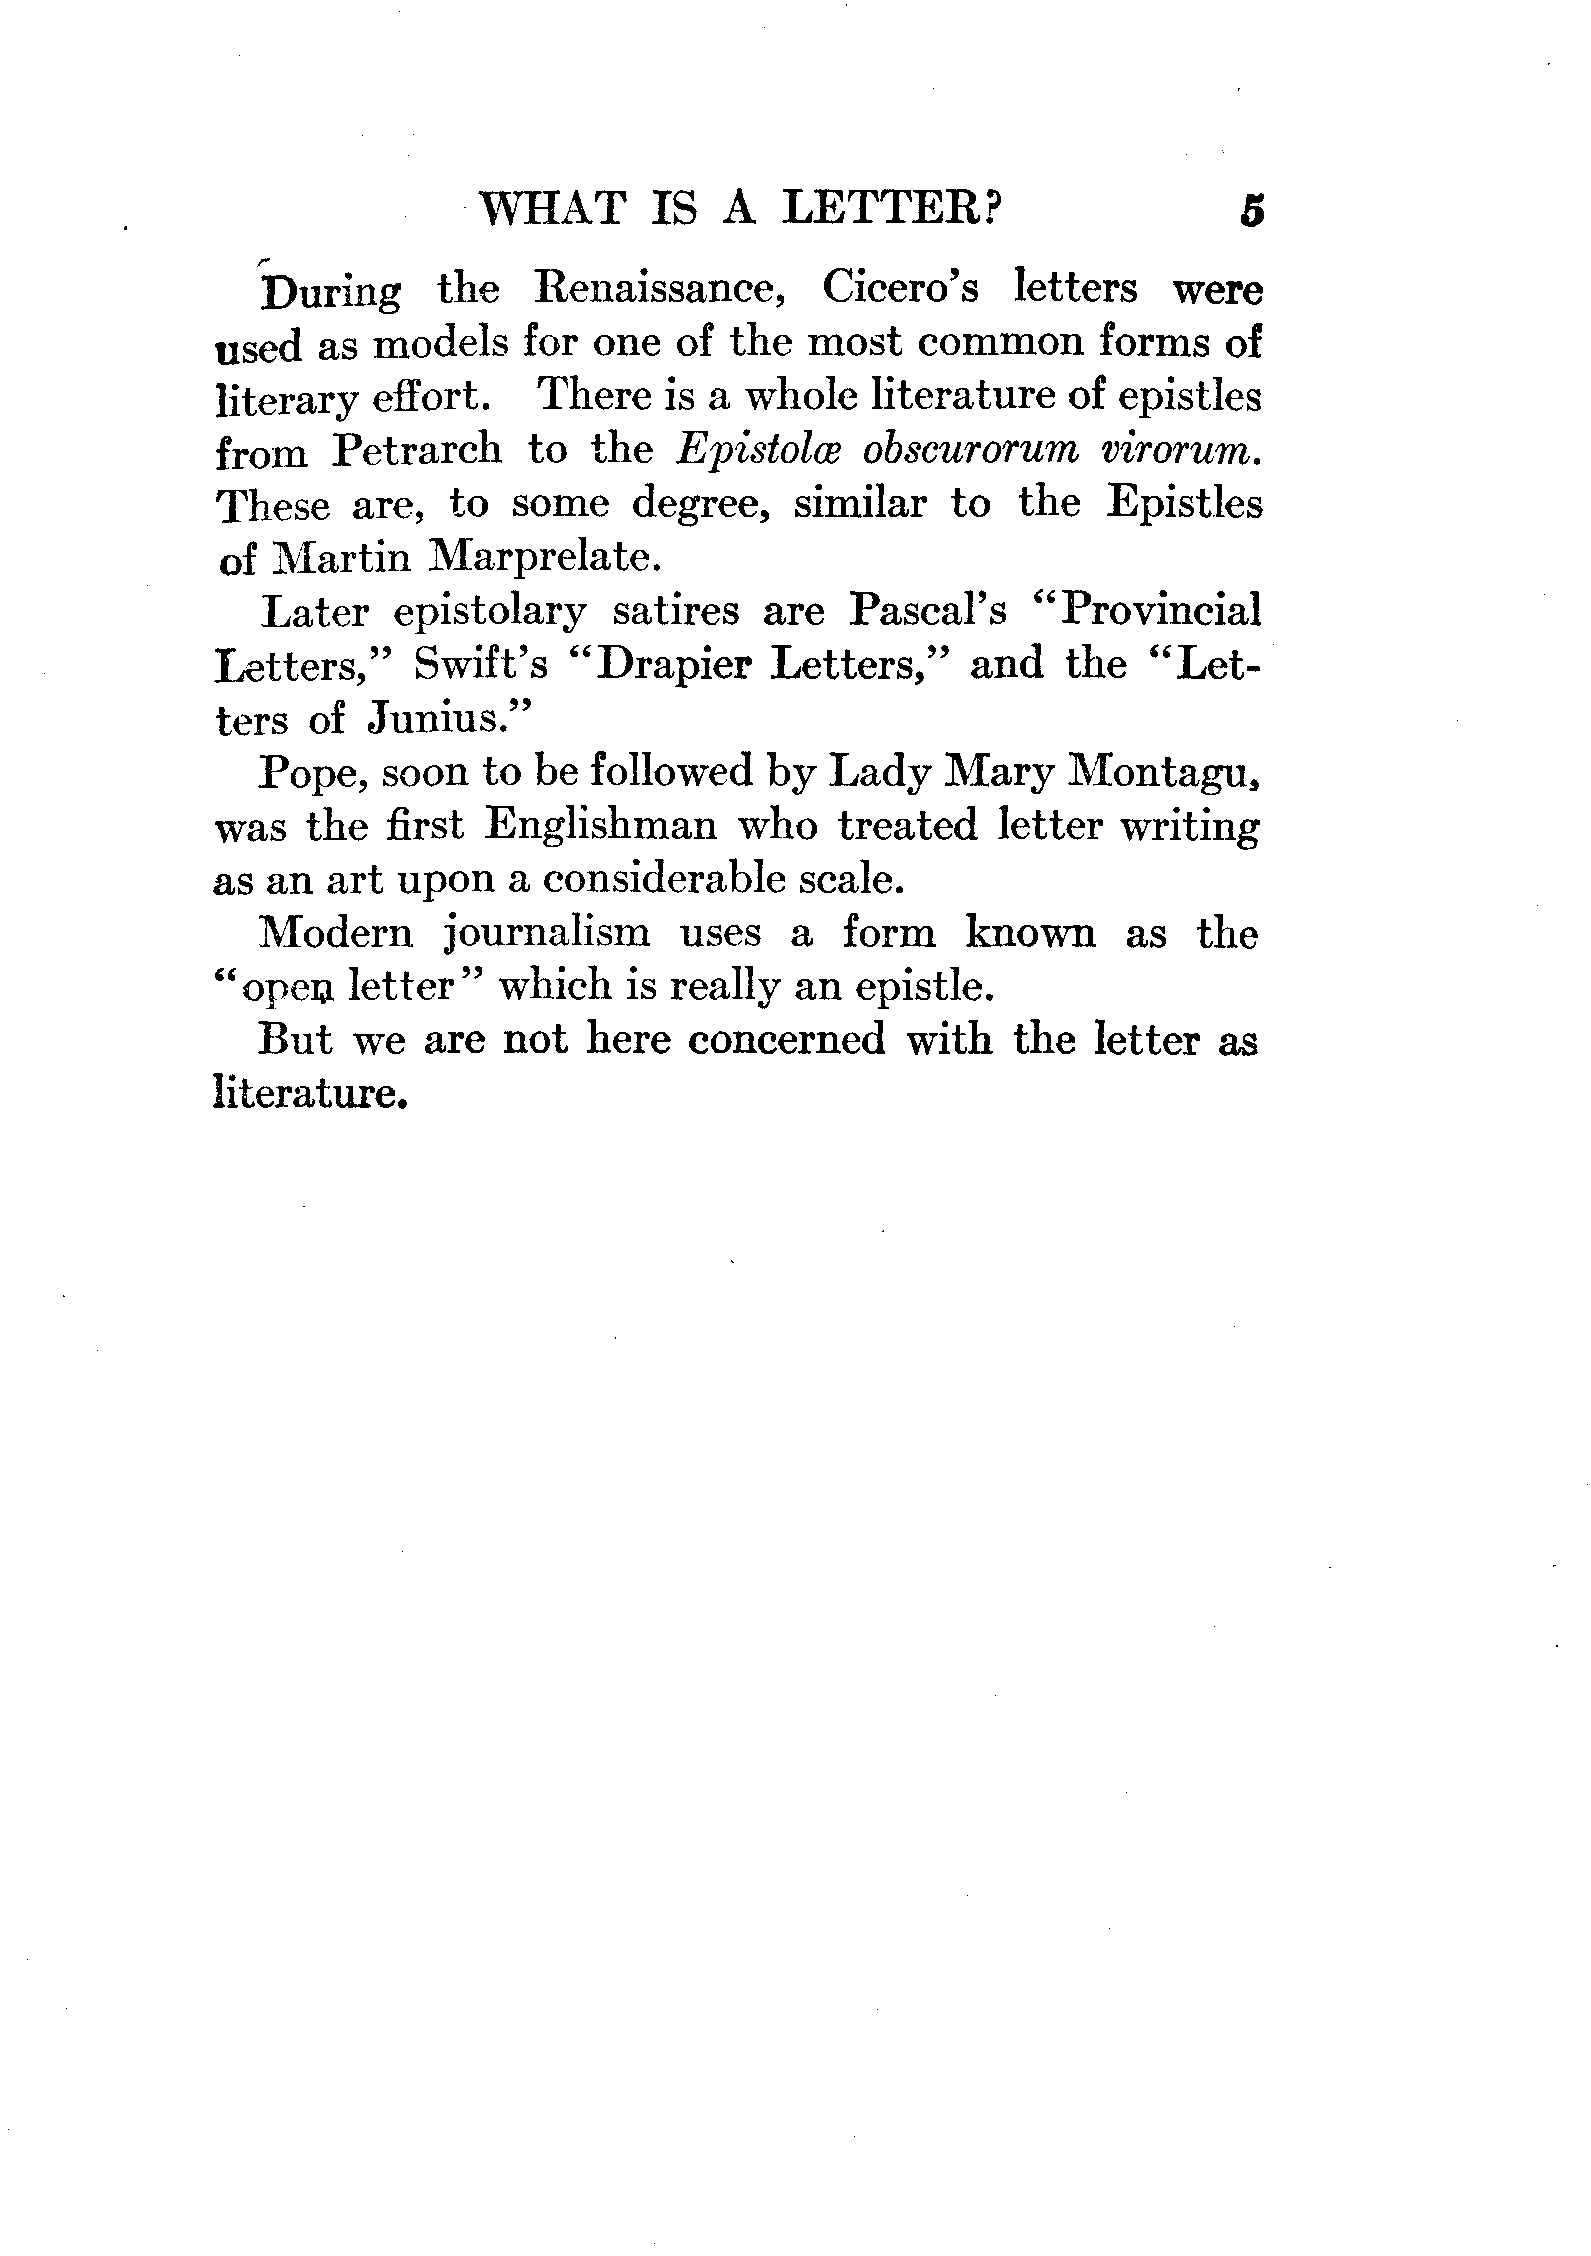 WHAT IS A LETTER? 5
During the Renaissance, Cicero's letters were
used as models for one of the most common forms of
literary effort. There is a whole literature of epistles
from Petrarch to the Epistolæ obscurorum virorum.
These are, to some degree, similar to the Epistles
of Martin Marprelate.
Later epistolary satires are Pascal's “Provincial
Letters,” Swift's “Drapier Letters,” and the “Let-
ters of Junius.”
Pope, soon to be followed by Lady Mary Montagu,
was the first Englishman who treated letter writing
as an art upon a considerable scale.
Modern journalism uses a form known as the
“open letter” which is really an epistle.
But we are not here concerned with the letter as
literature.